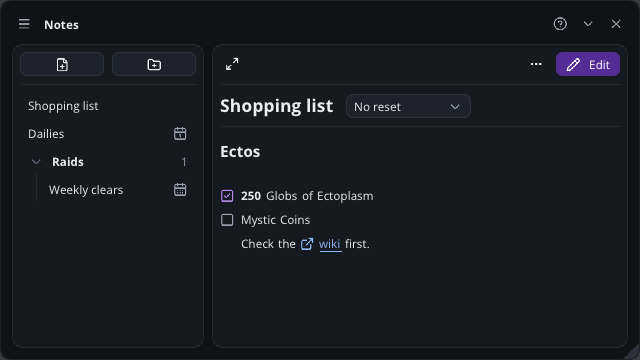 Notes
Edit
Shopping list
No reset
Shopping list
Dailies
Raids 1
Weekly clears
Ectos
250 Globs of Ectoplasm
Mystic Coins
Check the wiki first.